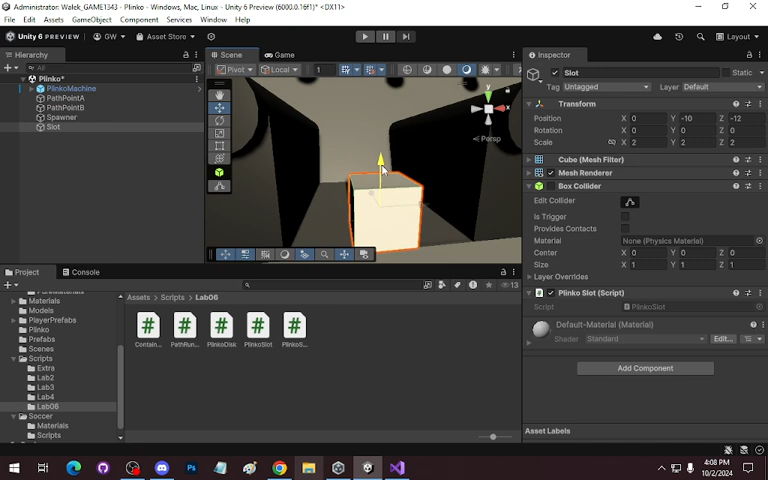 Administrator: Walek_GAME1343 - Plinko - Windows, Mac, Linux - Unity 6 Preview (6000.0.16f1)* <DX11>
File Edit Assets GameObject Component Services Window Help
Unity 6 PREVIEW GW Asset Store Layout
Hierarchy
All
Plinko*
PlinkoMachine
PathPointA
PathPointB
Spawner
Slot
Scene Game
Pivot Local 1
y
x
Persp
Inspector
Slot Static
Tag Untagged Layer Default
Transform
Position X 0 Y -10 Z -12
Rotation X 0 Y 0 Z 0
Scale X 2 Y 2 Z 2
Cube (Mesh Filter)
Mesh Renderer
Box Collider
Edit Collider
Is Trigger
Provides Contacts
Material None (Physics Material)
Center X 0 Y 0 Z 0
Size X 1 Y 1 Z 1
Layer Overrides
Plinko Slot (Script)
Script PlinkoSlot
Default-Material (Material)
Shader Standard Edit...
Add Component
Asset Labels
Project Console
13
Materials
Models
PlayerPrefabs
Plinko
Prefabs
Scenes
Scripts
Extra
Lab2
Lab3
Lab4
Lab06
Soccer
Materials
Scripts
Assets > Scripts > Lab06
Contain... PathRun... PlinkoDisk PlinkoSlot PlinkoS...
4:08 PM
10/2/2024